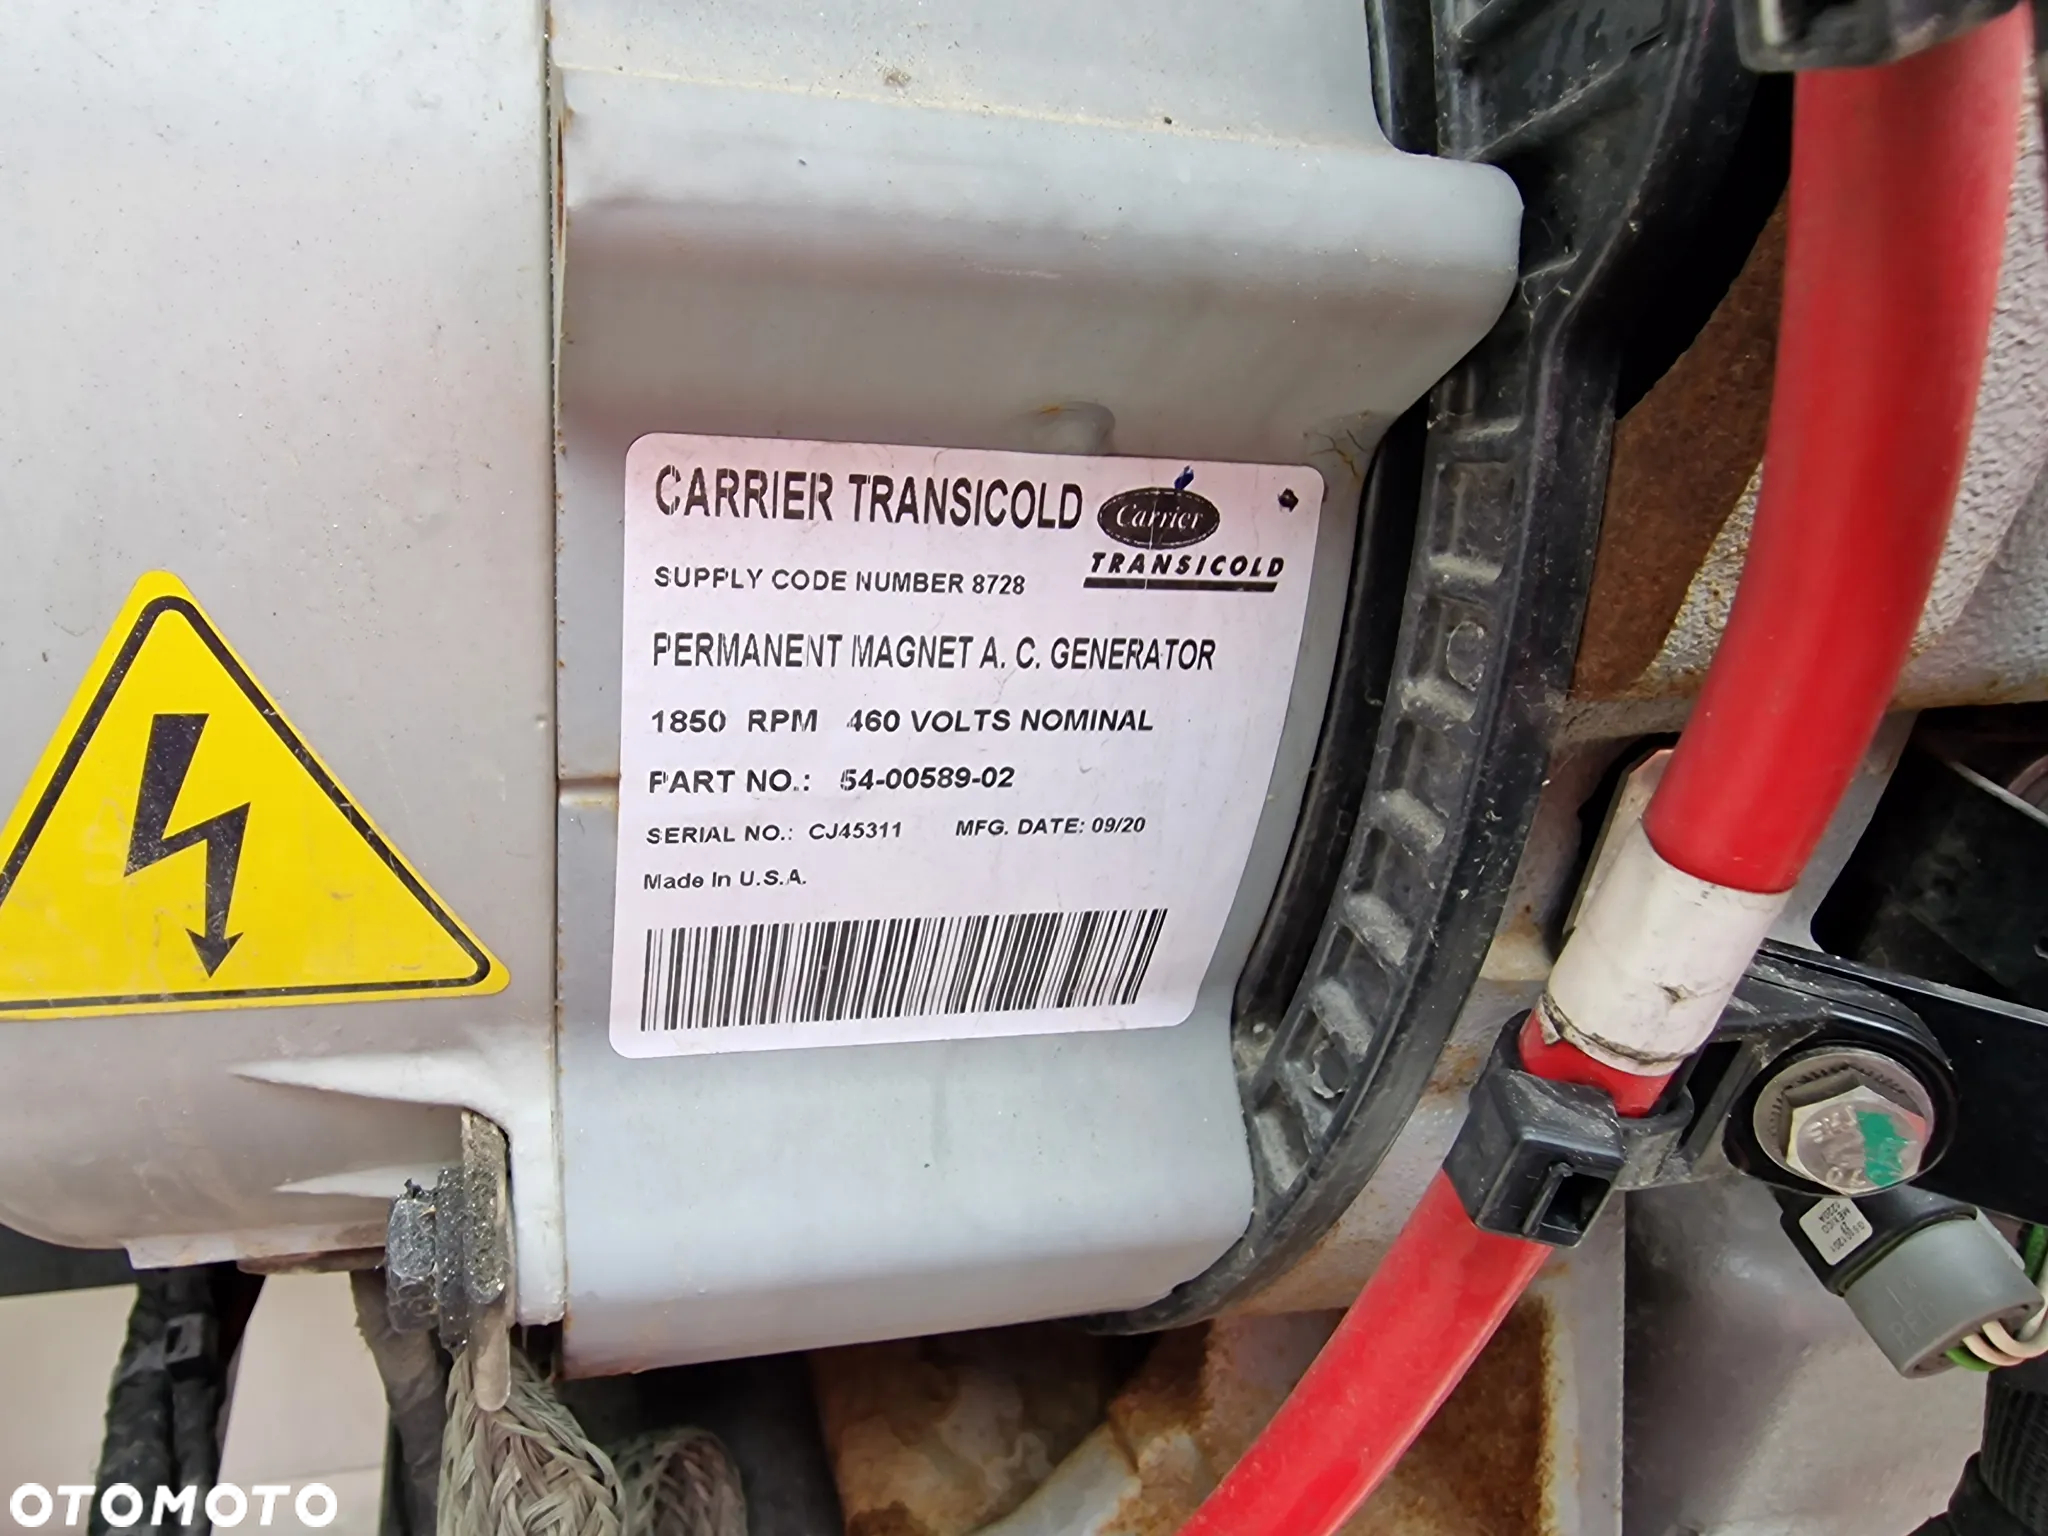 CARRIER TRANSICOLD
Carrier
TRANSICOLD
SUPPLY CODE NUMBER 8728
PERMANENT MAGNET A. C. GENERATOR
1850 RPM 460 VOLTS NOMINAL
PART NO.: 54-00589-02
SERIAL NO.: CJ45311 MFG. DATE: 09/20
Made In U.S.A.
MEXICO
OTOMOTO